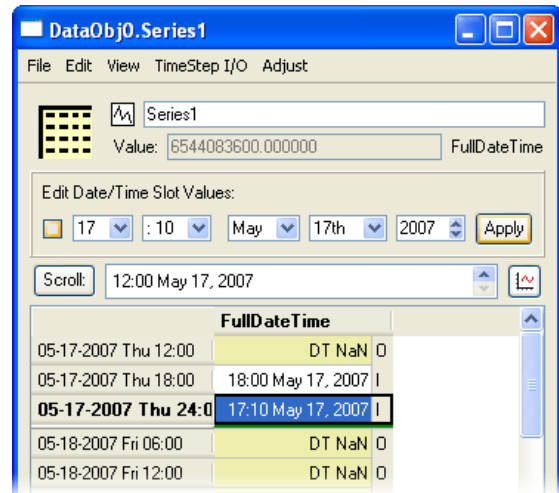 DataObj0.Series1
File Edit View TimeStep I/O Adjust
Series1
Value: 6544083600.000000 FullDateTime
Edit Date/Time Slot Values:
17 : 10 May 17th 2007 Apply
Scroll: 12:00 May 17, 2007
FullDateTime
05-17-2007 Thu 12:00 DT NaN O
05-17-2007 Thu 18:00 18:00 May 17, 2007 I
05-17-2007 Thu 24:0 17:10 May 17, 2007 I
05-18-2007 Fri 06:00 DT NaN O
05-18-2007 Fri 12:00 DT NaN O